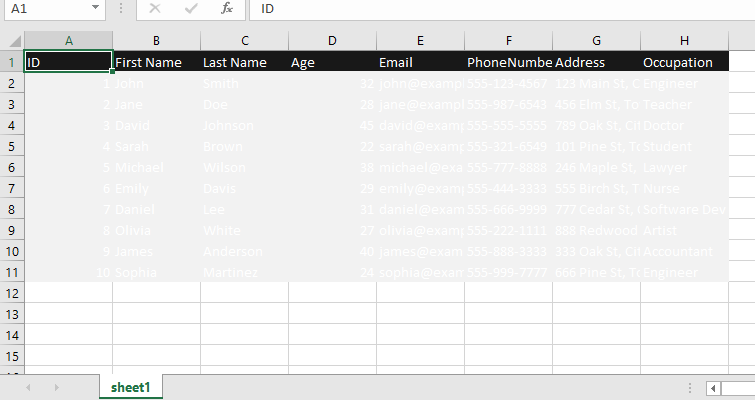 A1 fx ID
A B C D E F G H
1 ID First Name Last Name Age Email PhoneNumbe Address Occupation
2 1 John Smith 32 john@examp 555-123-4567 123 Main St, C Engineer
3 2 Jane Doe 28 jane@exampl 555-987-6543 456 Elm St, To Teacher
4 3 David Johnson 45 david@examp 555-555-5555 789 Oak St, Cit Doctor
5 4 Sarah Brown 22 sarah@examp 555-321-6549 101 Pine St, To Student
6 5 Michael Wilson 38 michael@exa 555-777-8888 246 Maple St, Lawyer
7 6 Emily Davis 29 emily@examp 555-444-3333 555 Birch St, T Nurse
8 7 Daniel Lee 31 daniel@exam 555-666-9999 777 Cedar St, Software Dev
9 8 Olivia White 27 olivia@examp 555-222-1111 888 Redwood Artist
10 9 James Anderson 40 james@exam 555-888-3333 333 Oak St, Cit Accountant
11 10 Sophia Martinez 24 sophia@exam 555-999-7777 666 Pine St, To Engineer
12
13
14
15
sheet1